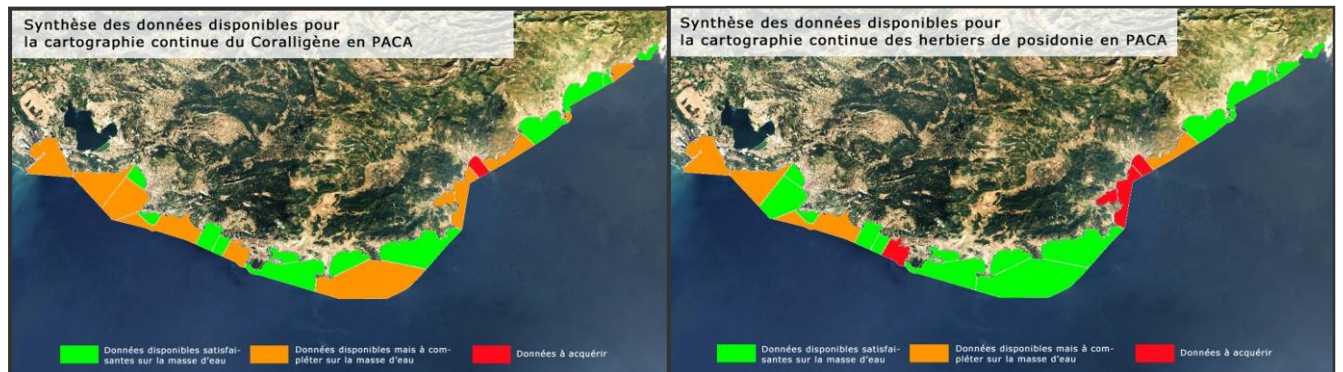 Synthèse des données disponibles pour
la cartographie continue du Coralligène en PACA
Données disponibles satisfai-
santes sur la masse d'eau
Données disponibles mais à com-
pléter sur la masse d'eau
Données à acquérir
Synthèse des données disponibles pour
la cartographie continue des herbiers de posidonie en PACA
Données disponibles satisfai-
santes sur la masse d'eau
Données disponibles mais à com-
pléter sur la masse d'eau
Données à acquérir